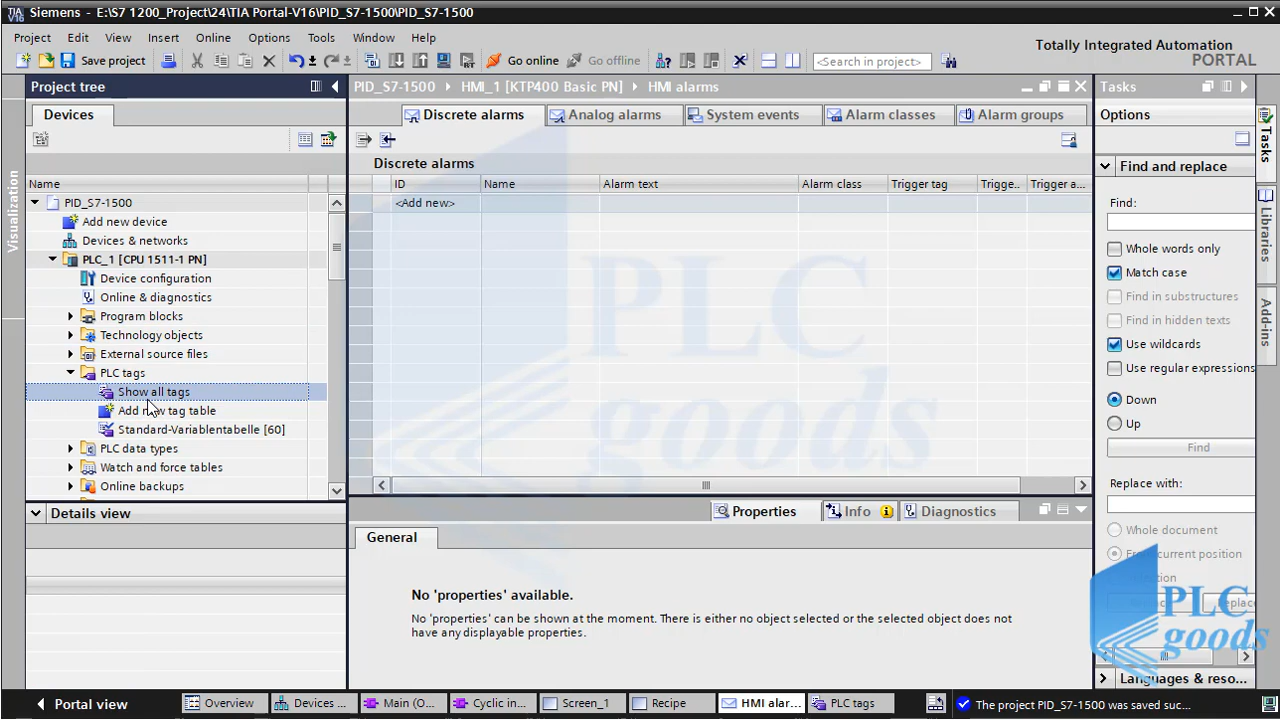 Siemens - E:\S7 1200_Project\24\TIA Portal-V16\PID_S7-1500\PID_S7-1500
Project Edit View Insert Online Options Tools Window Help
Totally Integrated Automation
PORTAL
Save project
Go online
Go offline
<Search in project>
Project tree
PID_S7-1500 HMI_1 [KTP400 Basic PN] HMI alarms
Tasks
Devices
Discrete alarms
Analog alarms
System events
Alarm classes
Alarm groups
Options
Visualization
Tasks
Libraries
Add-ins
Name
PID_S7-1500
Add new device
Devices & networks
PLC_1 [CPU 1511-1 PN]
Device configuration
Online & diagnostics
Program blocks
Technology objects
External source files
PLC tags
Show all tags
Add new tag table
Standard-Variablentabelle [60]
PLC data types
Watch and force tables
Online backups
Details view
Discrete alarms
ID Name Alarm text Alarm class Trigger tag Trigge.. Trigger a...
<Add new>
PLC
goods
Properties
Info
Diagnostics
General
No 'properties' available.
No 'properties' can be shown at the moment. There is either no object selected or the selected object does not
have any displayable properties.
Find and replace
Find:
Whole words only
Match case
Find in substructures
Find in hidden texts
Use wildcards
Use regular expressions
Down
Up
Find
Replace with:
Whole document
current position
PLC
goods
Languages & reso...
Portal view
Overview
Devices ...
Main (O...
Cyclic in...
Screen_1
Recipe
HMI alar...
PLC tags
The project PID_S7-1500 was saved suc...